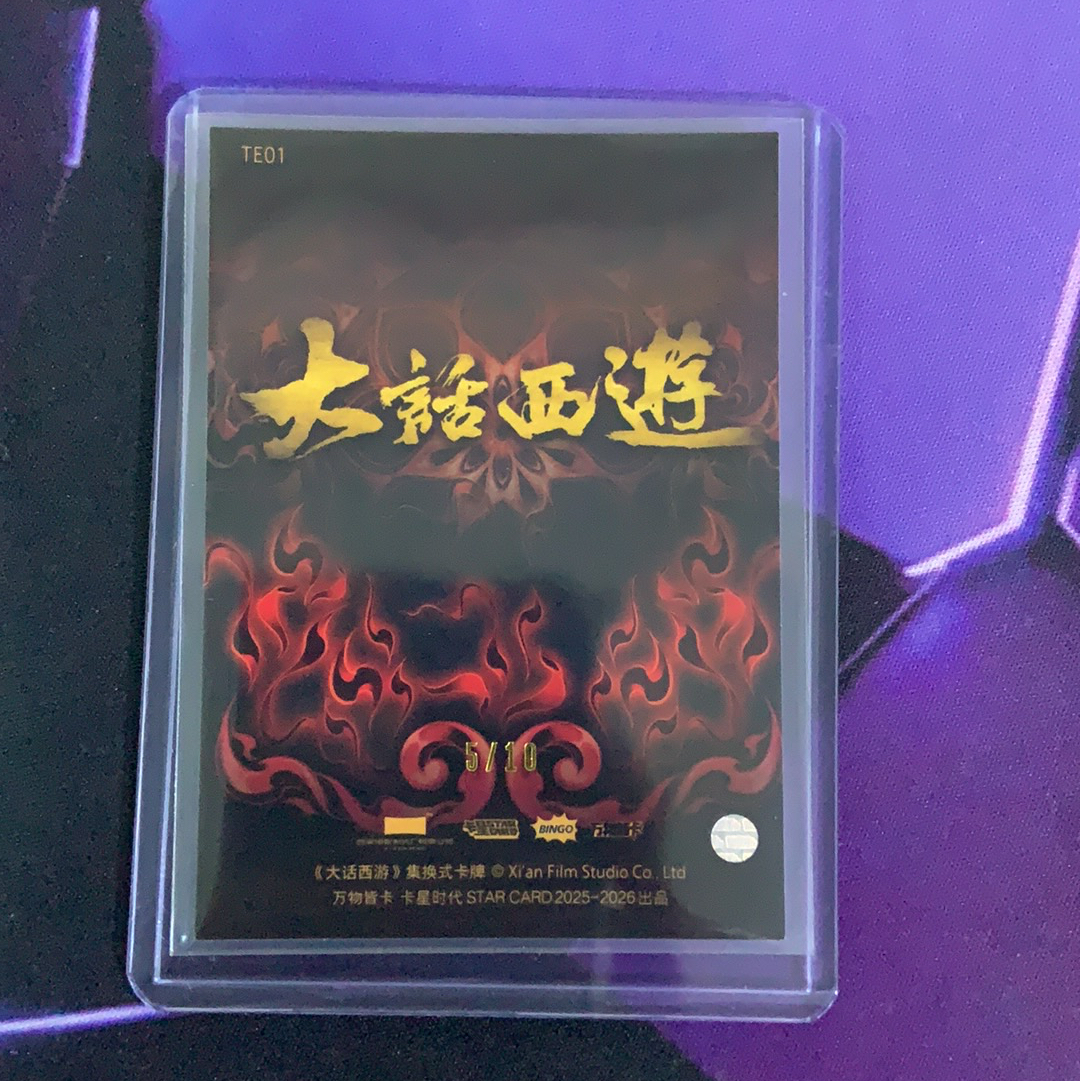 TE01
大話西遊
5/10
BINGO
《大话西游》集换式卡牌 © Xi'an Film Studio Co., Ltd
万物皆卡 卡星时代 STAR CARD 2025-2026 出品